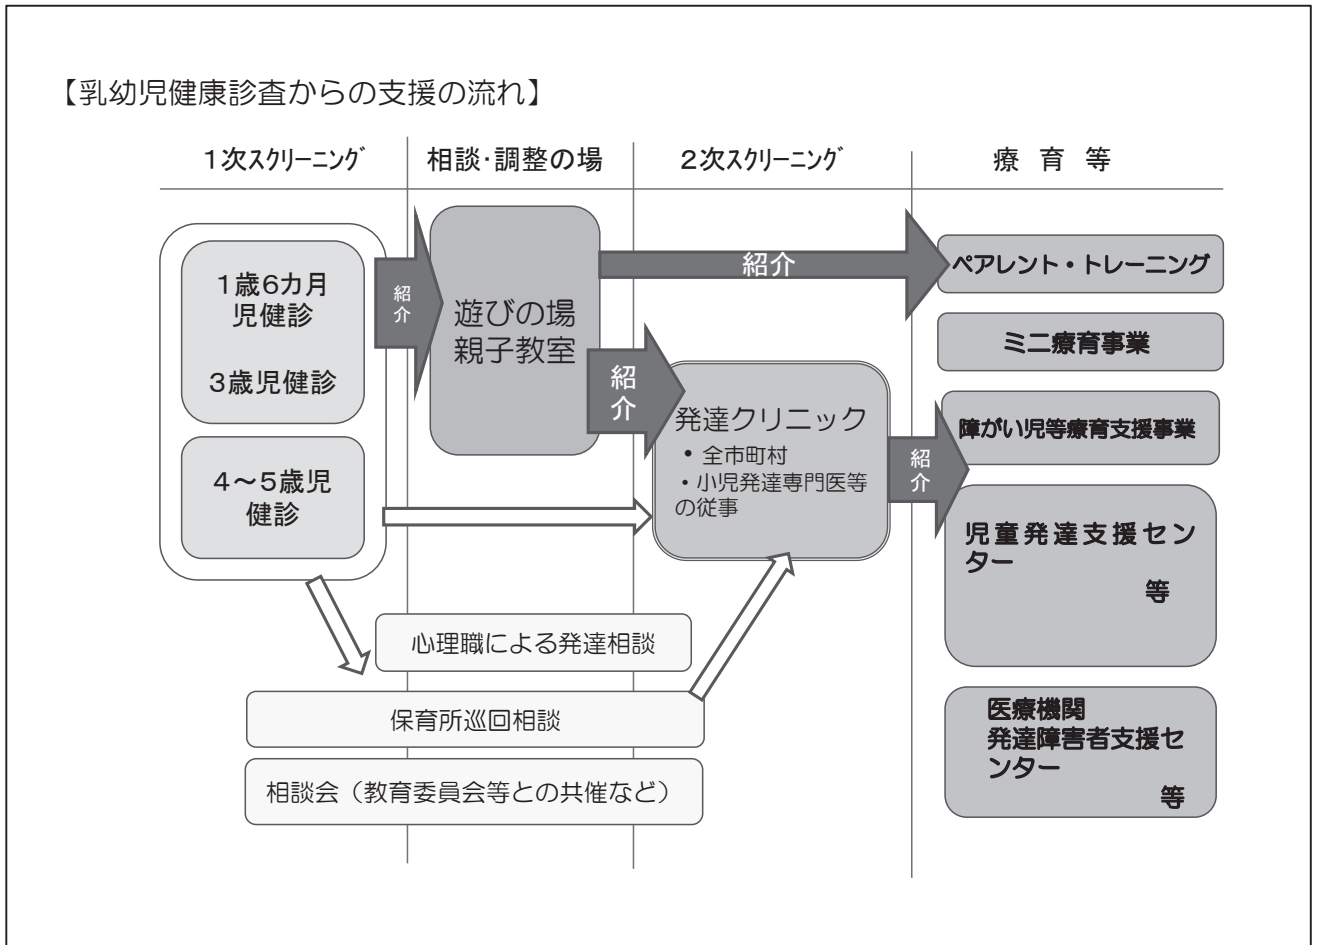 【乳幼児健康診査からの支援の流れ】
1次スクリーニング
相談・調整の場
2次スクリーニング
療育等
1歳6カ月
児健診
3歳児健診
4～5歳児
健診
紹介
遊びの場
親子教室
紹介
紹介
発達クリニック
・全市町村
・小児発達専門医等
の従事
紹介
ペアレント・トレーニング
ミニ療育事業
障がい児等療育支援事業
児童発達支援セン
ター
等
医療機関
発達障害者支援セ
ンター
等
心理職による発達相談
保育所巡回相談
相談会（教育委員会等との共催など）